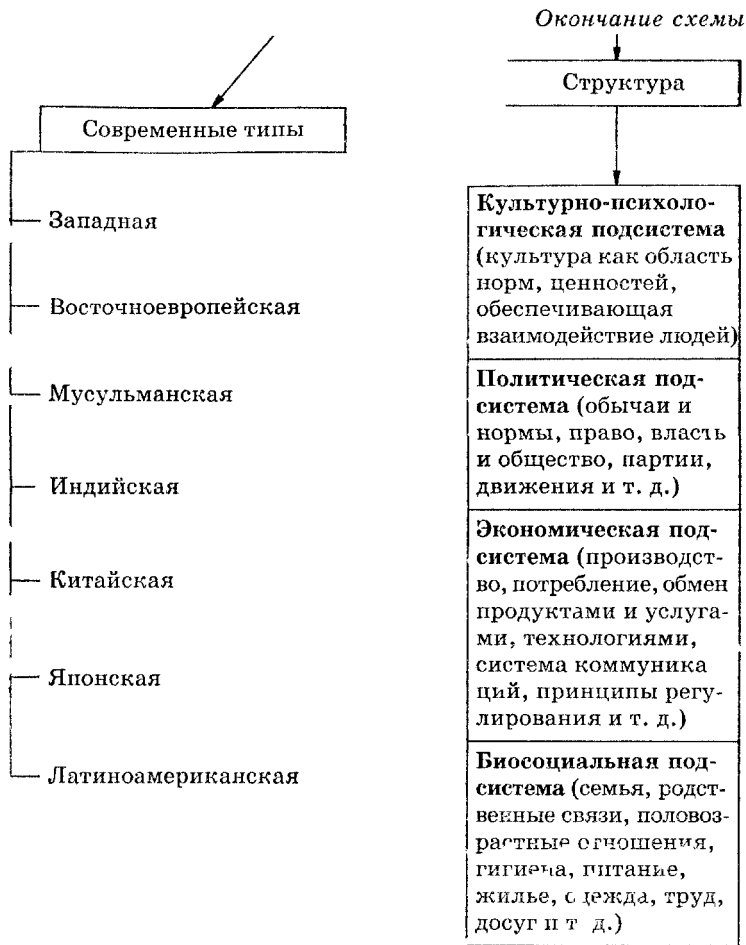 Окончание схемы
Структура
Современные типы
Западная
Восточноевропейская
Мусульманская
Индийская
Китайская
Японская
Латиноамериканская
Культурно-психоло-
гическая подсистема
(культура как область
норм, ценностей,
обеспечивающая
взаимодействие людей)
Политическая под-
система (обычаи и
нормы, право, власть
и общество, партии,
движения и т. д.)
Экономическая под-
система (производст-
во, потребление, обмен
продуктами и услуга-
ми, технологиями,
система коммуника
ций, принципы регу-
лирования и т. д.)
Биосоциальная под-
система (семья, родст-
венные связи, половоз-
растные отношения,
гигиена, питание,
жилье, одежда, труд,
досуг и т д.)